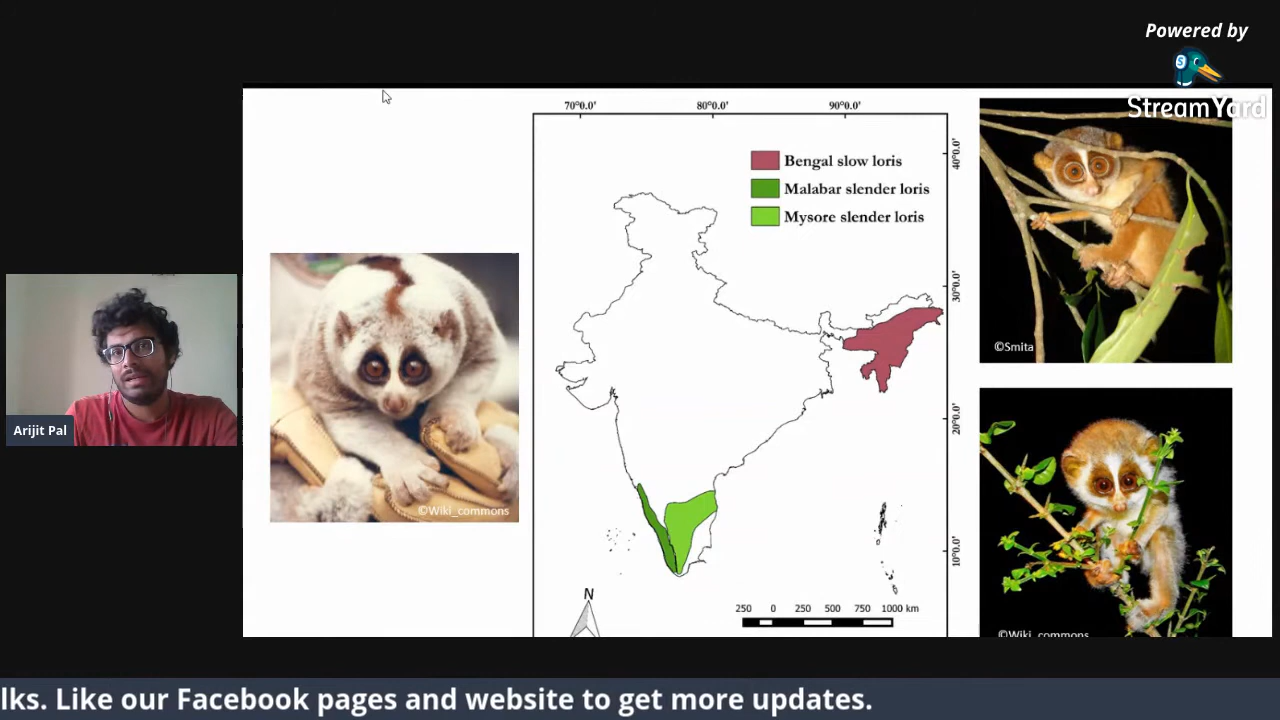 Powered by
StreamYard
70°0.0'
80°0.0'
90°0.0'
40°0.0'
30°0.0'
20°0.0'
10°0.0'
Bengal slow loris
Malabar slender loris
Mysore slender loris
©Smita
©Wiki_commons
©Wiki_commons
Arijit Pal
N
250 0 250 500 750 1000 km
lks. Like our Facebook pages and website to get more updates.